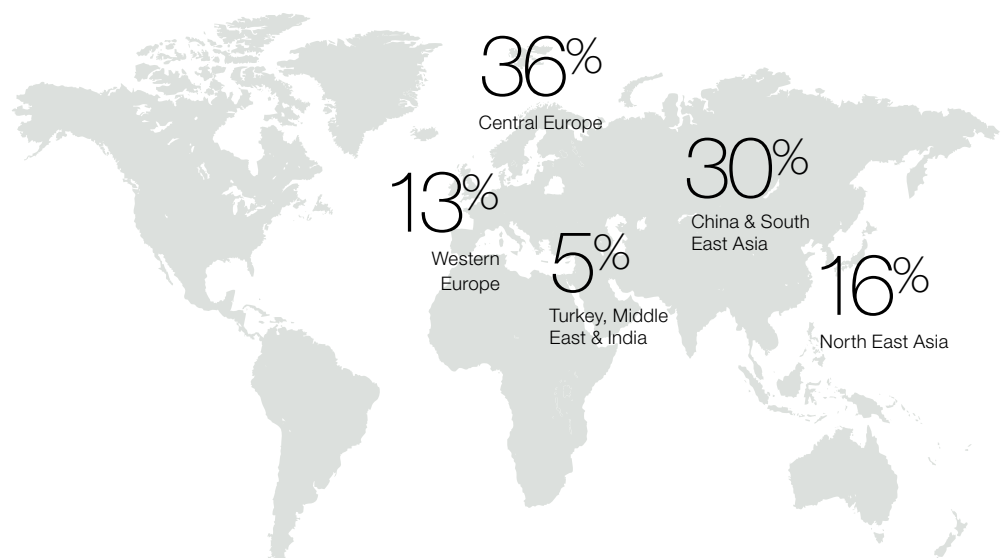 36%
Central Europe
30%
China & South
East Asia
13%
Western
Europe
5%
Turkey, Middle
East & India
16%
North East Asia